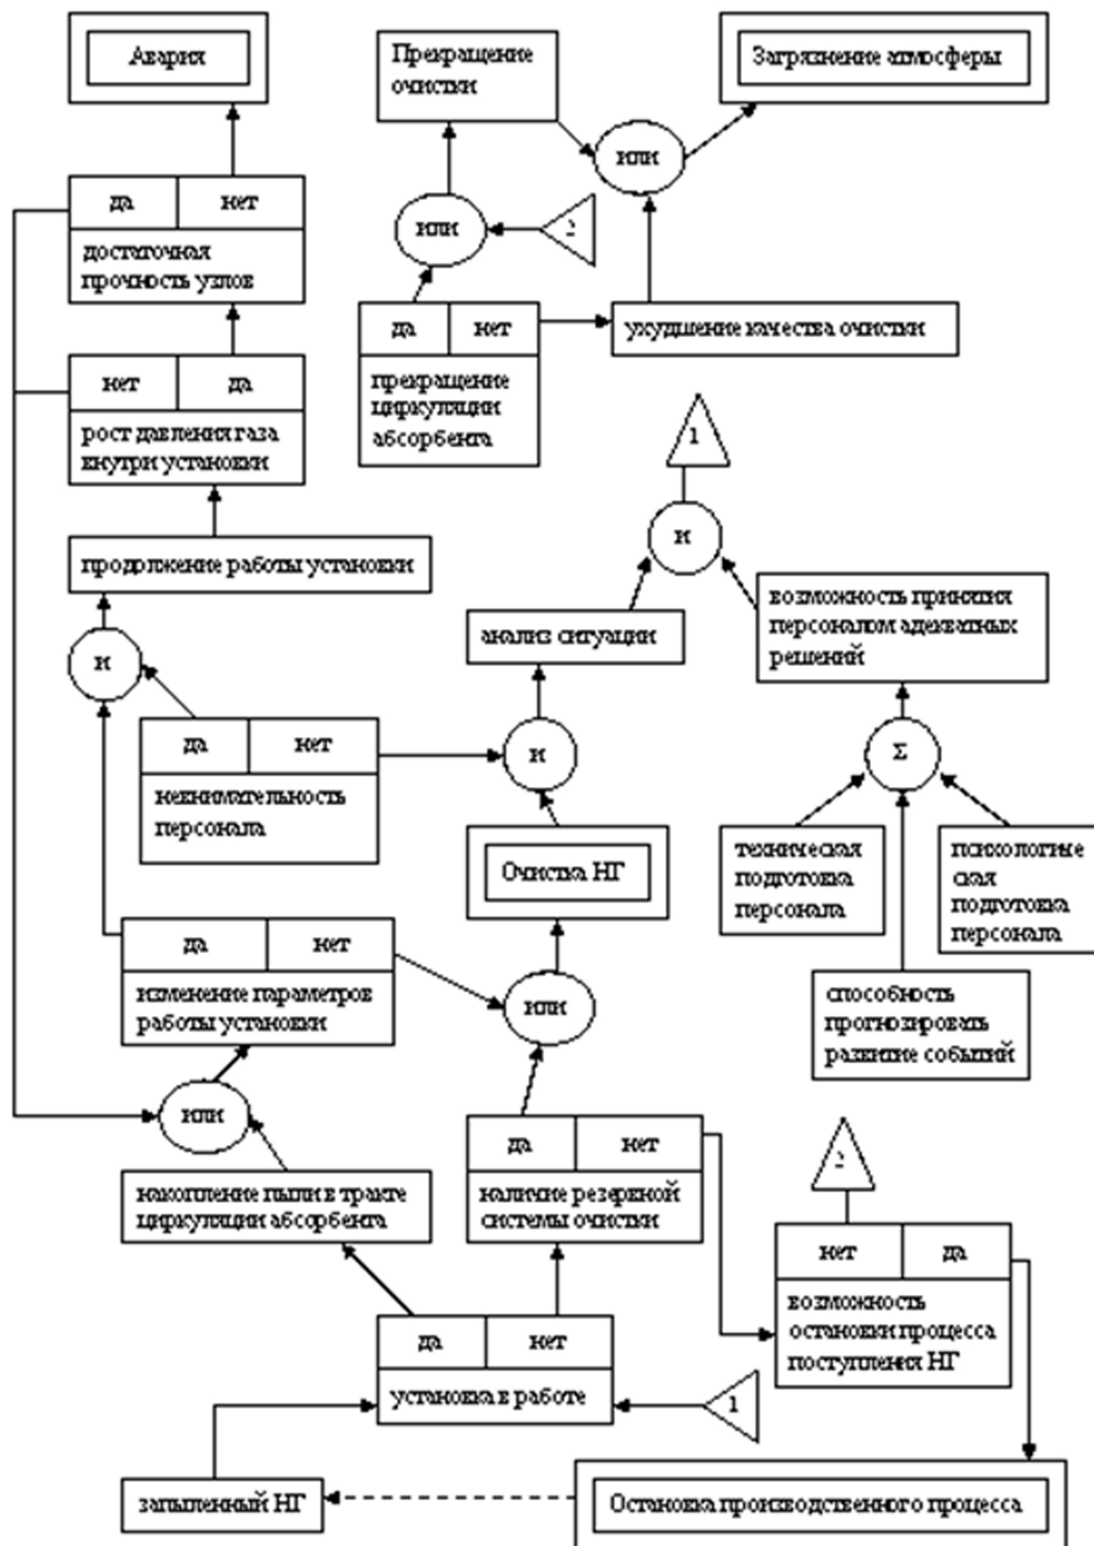 Авария
Прекращение
очистки
Загрязнение атмосферы
или
да
нет
или
2
достаточная
прочность узлов
да
нет
ухудшение качества очистки
нет
да
прекращение
циркуляции
абсорбента
рост давления газа
внутри установки
1
и
продолжение работы установки
возможность принятия
персоналом адекватных
решений
анализ ситуации
и
да
нет
и
Σ
невнимательность
персонала
техническая
подготовка
персонала
психологиче
ская
подготовка
персонала
Очистка НГ
да
нет
изменение параметров
работы установки
или
способность
прогнозировать
развитие событий
или
да
нет
2
накопление пыли в тракте
циркуляции абсорбента
наличие резервной
системы очистки
нет
да
возможность
остановки процесса
поступления НГ
да
нет
установка в работе
1
запыленный НГ
Остановка производственного процесса